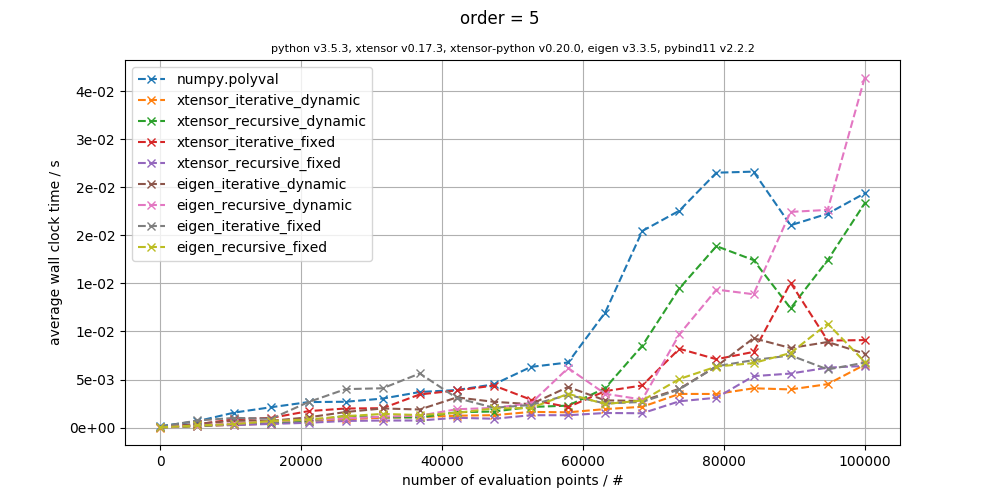 order = 5
python v3.5.3, xtensor v0.17.3, xtensor-python v0.20.0, eigen v3.3.5, pybind11 v2.2.2
numpy.polyval
xtensor_iterative_dynamic
xtensor_recursive_dynamic
xtensor_iterative_fixed
xtensor_recursive_fixed
eigen_iterative_dynamic
eigen_recursive_dynamic
eigen_iterative_fixed
eigen_recursive_fixed
average wall clock time / s
4e-02
3e-02
2e-02
2e-02
1e-02
1e-02
5e-03
0e+00
0
20000
40000
60000
80000
100000
number of evaluation points / #